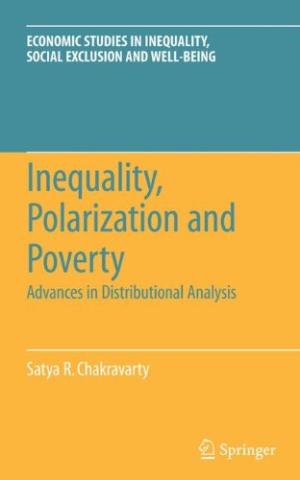 ECONOMIC STUDIES IN INEQUALITY,
SOCIAL EXCLUSION AND WELL-BEING
Inequality,
Polarization and
Poverty
Advances in Distributional Analysis
Satya R. Chakravarty
Springer